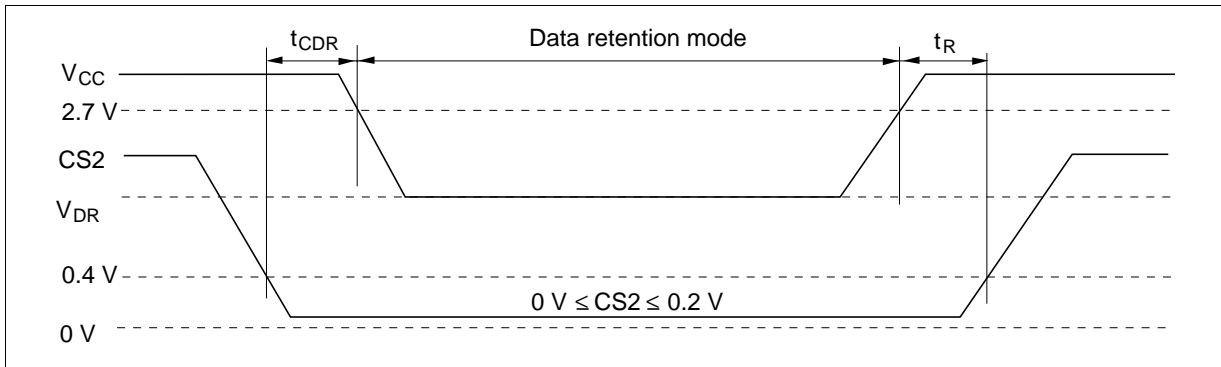 tCDR
Data retention mode
tR
VCC
2.7 V
CS2
VDR
0.4 V
0 V ≤ CS2 ≤ 0.2 V
0 V